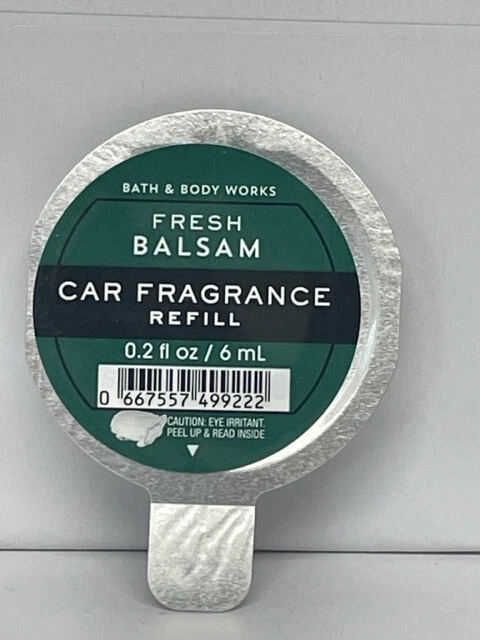 BATH & BODY WORKS
FRESH
BALSAM
CAR FRAGRANCE
REFILL
0.2 fl oz / 6 mL
0 667557 499222
CAUTION: EYE IRRITANT.
PEEL UP & READ INSIDE